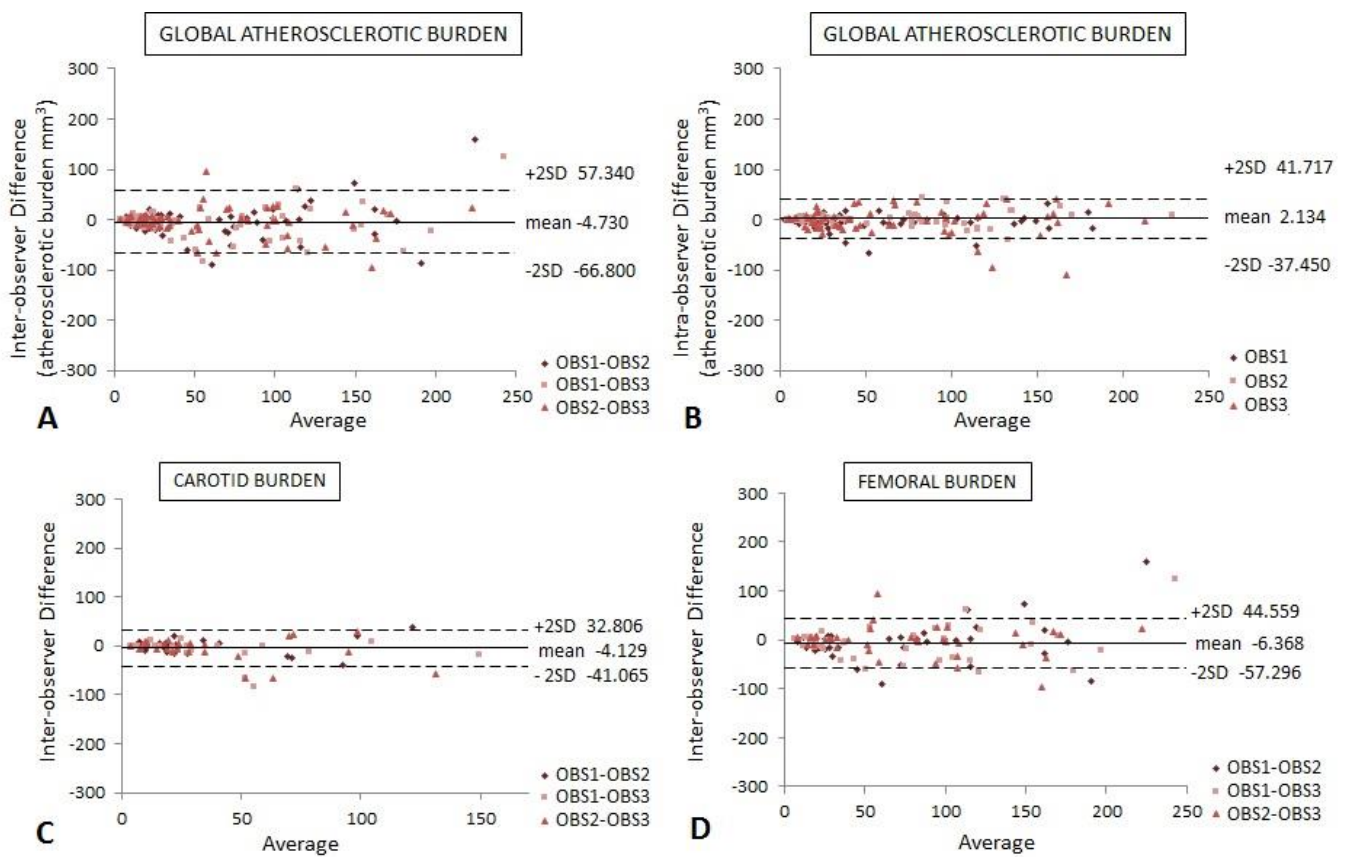 GLOBAL ATHEROSCLEROTIC BURDEN
Inter-observer Difference
(atherosclerotic burden mm³)
300
200
100
0
-100
-200
-300
0 50 100 150 200 250
Average
+2SD 57.340
mean -4.730
-2SD -66.800
OBS1-OBS2
OBS1-OBS3
OBS2-OBS3
A
GLOBAL ATHEROSCLEROTIC BURDEN
Intra-observer Difference
(atherosclerotic burden mm³)
300
200
100
0
-100
-200
-300
0 50 100 150 200 250
Average
+2SD 41.717
mean 2.134
-2SD -37.450
OBS1
OBS2
OBS3
B
CAROTID BURDEN
Inter-observer Difference
300
200
100
0
-100
-200
-300
0 50 100 150
Average
+2SD 32.806
mean -4.129
- 2SD -41.065
OBS1-OBS2
OBS1-OBS3
OBS2-OBS3
C
FEMORAL BURDEN
Inter-observer Difference
300
200
100
0
-100
-200
-300
0 50 100 150 200 250
Average
+2SD 44.559
mean -6.368
-2SD -57.296
OBS1-OBS2
OBS1-OBS3
OBS2-OBS3
D